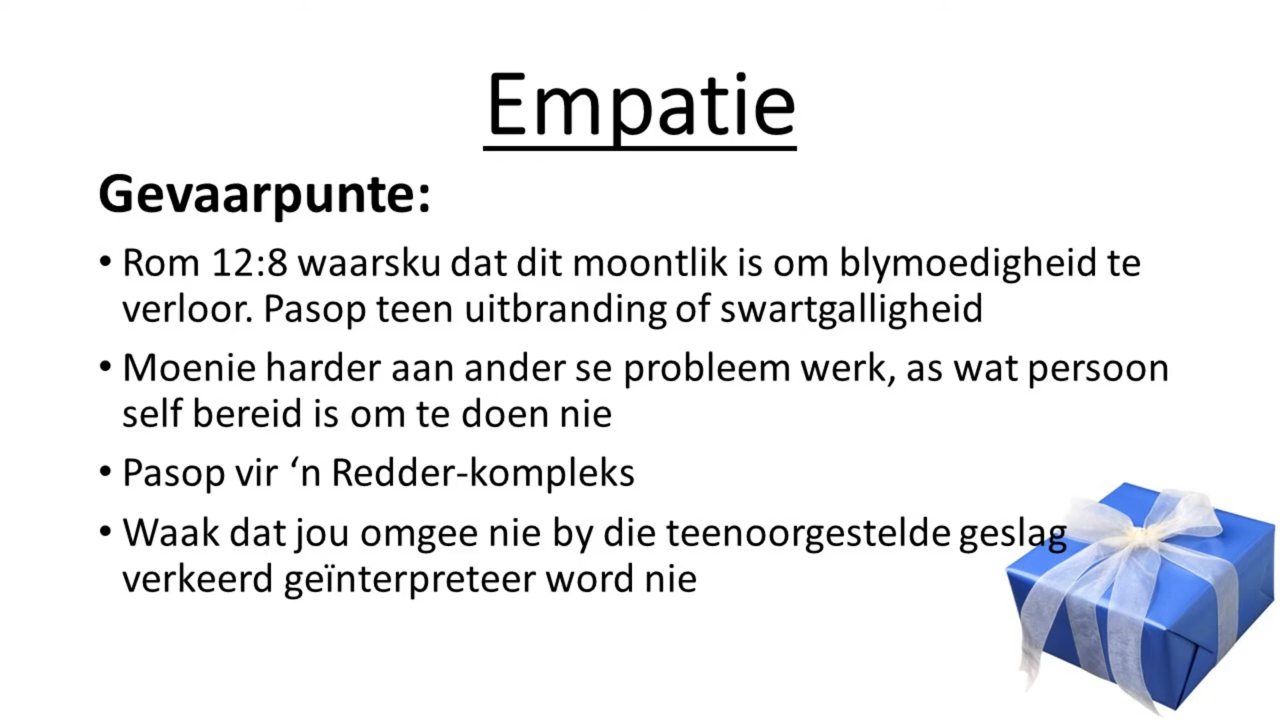 Empatie
Gevaarpunte:
• Rom 12:8 waarsku dat dit moontlik is om blymoedigheid te
verloor. Pasop teen uitbranding of swartgalligheid
• Moenie harder aan ander se probleem werk, as wat persoon
self bereid is om te doen nie
• Pasop vir ‘n Redder-kompleks
• Waak dat jou omgee nie by die teenoorgestelde geslag
verkeerd geïnterpreteer word nie